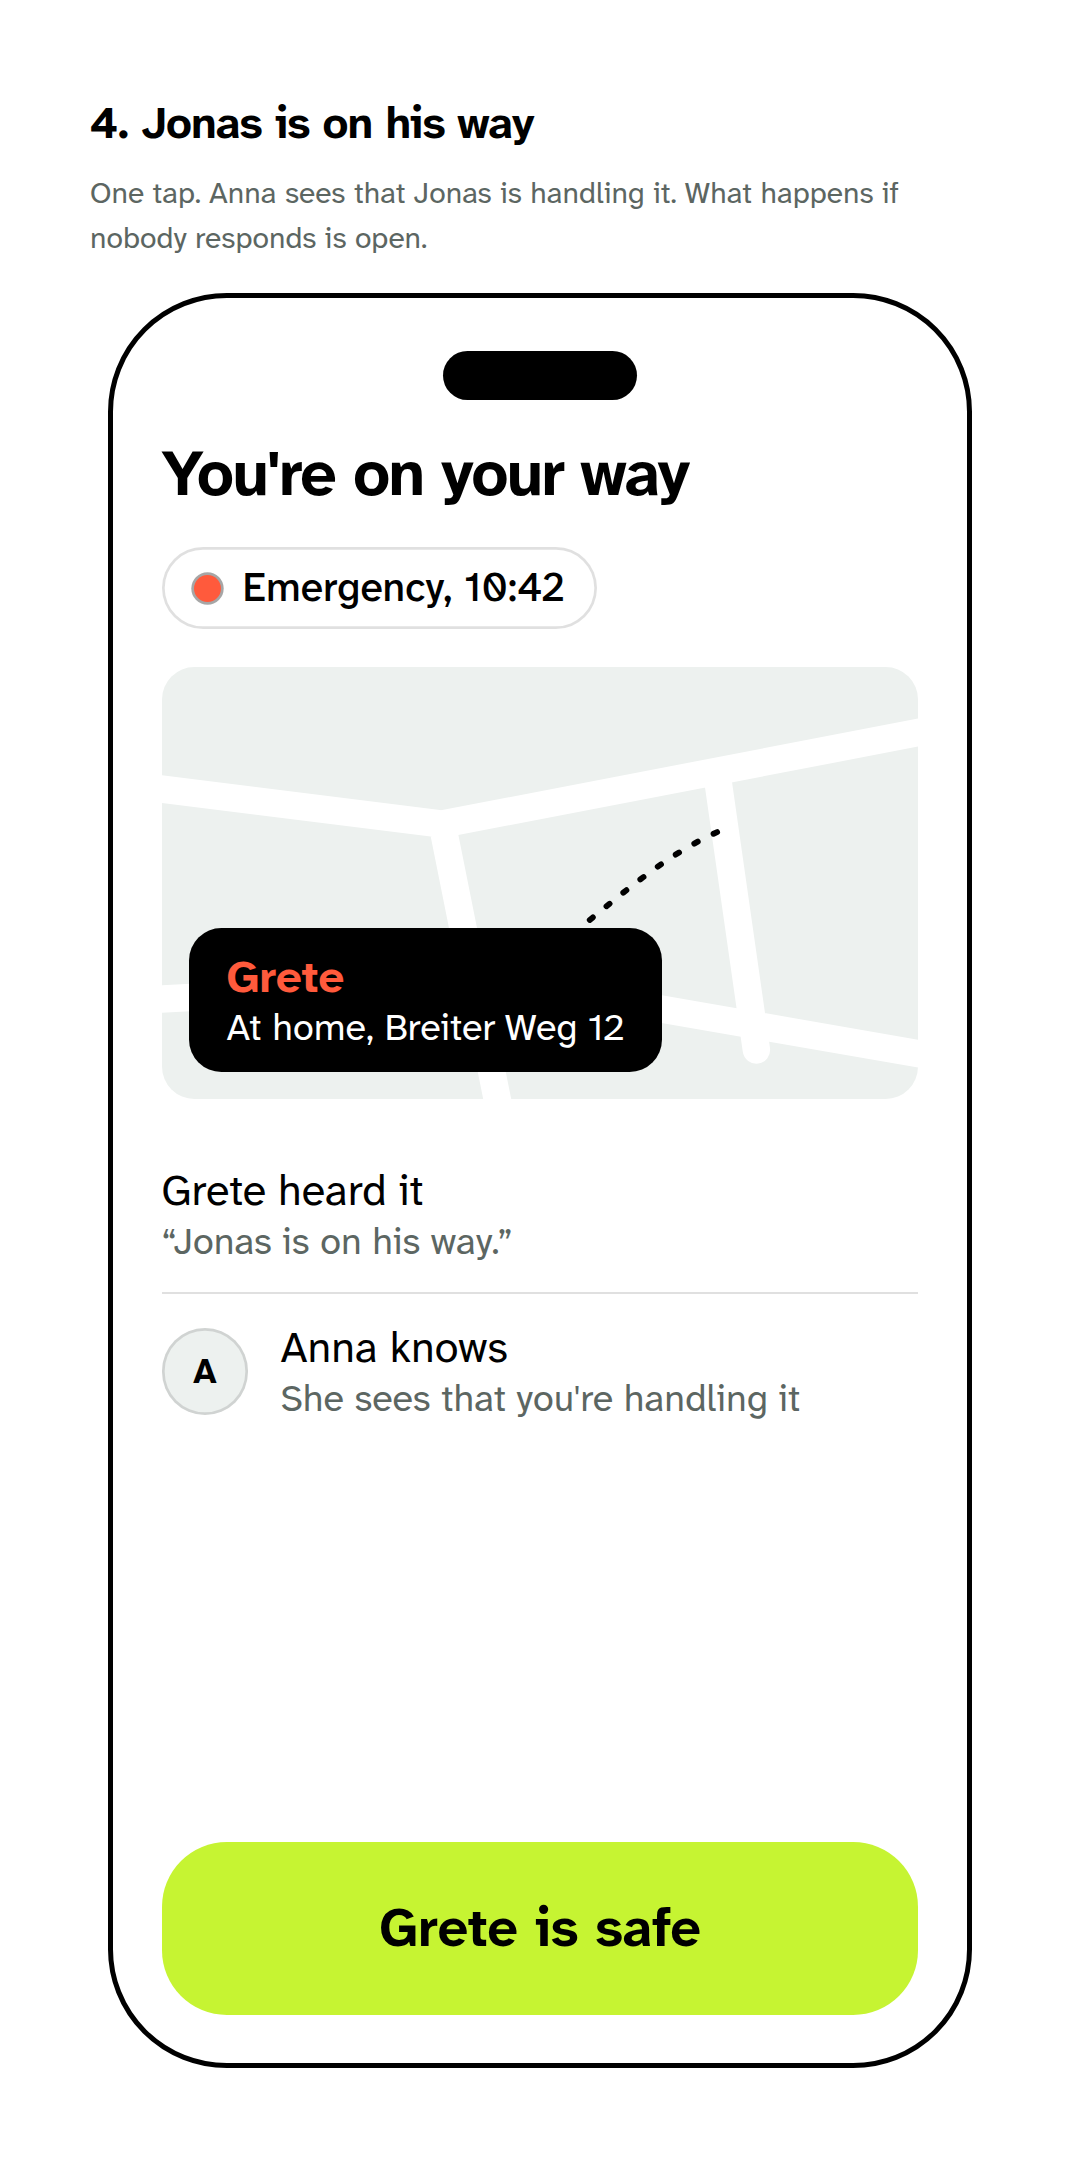 4. Jonas is on his way
One tap. Anna sees that Jonas is handling it. What happens if
nobody responds is open.
You're on your way
Emergency, 10:42
Grete
At home, Breiter Weg 12
Grete heard it
“Jonas is on his way.”
A
Anna knows
She sees that you're handling it
Grete is safe